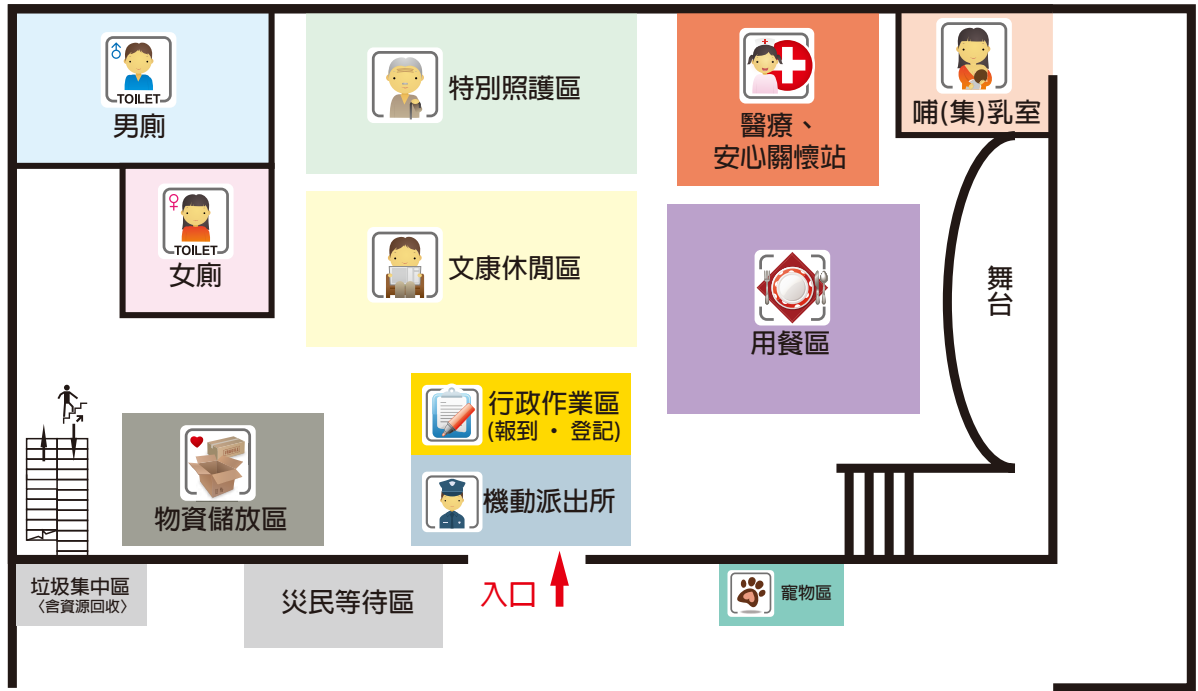 TOILET
男廁
特別照護區
醫療、
安心關懷站
哺(集)乳室
TOILET
女廁
文康休閒區
用餐區
舞台
行政作業區
(報到 ‧ 登記)
機動派出所
物資儲放區
垃圾集中區
〈含資源回收〉
災民等待區
入口
寵物區